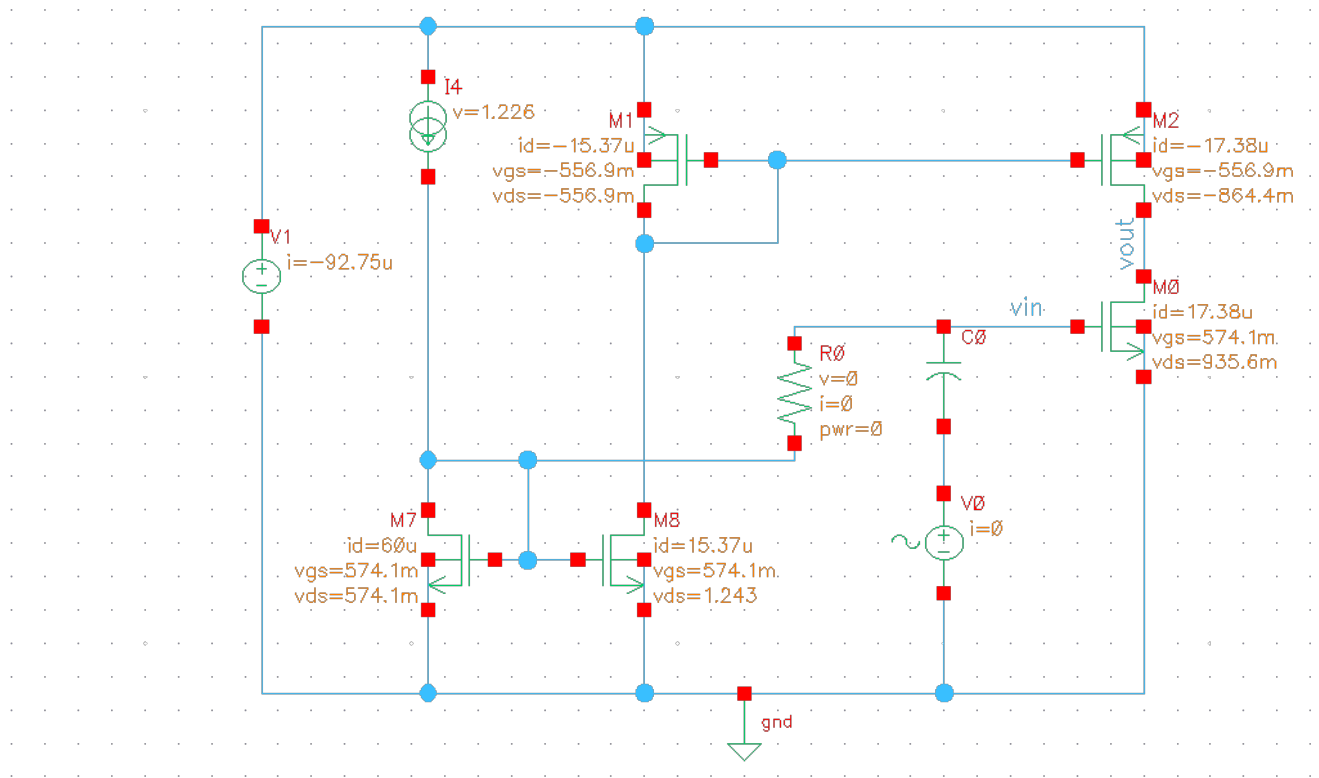 I4
v=1.226
M1
id=-15.37u
vgs=-556.9m
vds=-556.9m
M2
id=-17.38u
vgs=-556.9m
vds=-864.4m
vout
V1
i=-92.75u
M0
id=17.38u
vgs=574.1m
vds=935.6m
vin
C0
R0
v=0
i=0
pwr=0
V0
i=0
M7
id=60u
vgs=574.1m
vds=574.1m
M8
id=15.37u
vgs=574.1m
vds=1.243
gnd